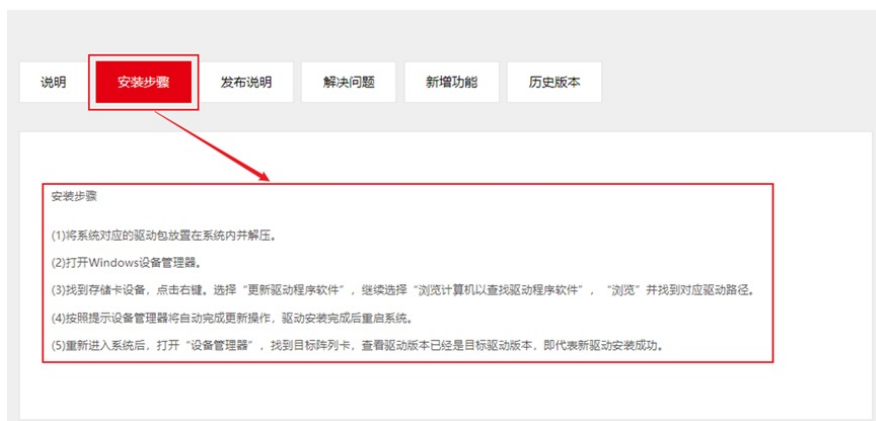 说明 安装步骤 发布说明 解决问题 新增功能 历史版本
安装步骤
(1)将系统对应的驱动包放置在系统内并解压。
(2)打开Windows设备管理器。
(3)找到存储卡设备，点击右键。选择“更新驱动程序软件”，继续选择“浏览计算机以查找驱动程序软件”，“浏览”并找到对应驱动路径。
(4)按照提示设备管理器将自动完成更新操作，驱动安装完成后重启系统。
(5)重新进入系统后，打开“设备管理器”，找到目标阵列卡，查看驱动版本已经是目标驱动版本，即代表新驱动安装成功。